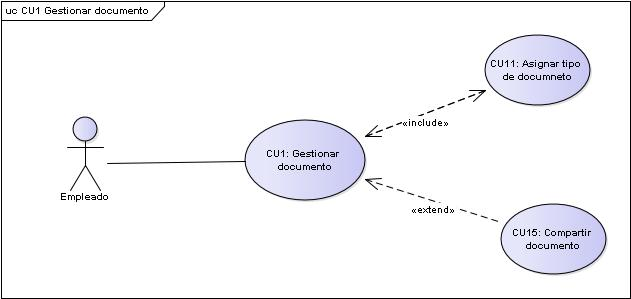 uc CU1 Gestionar documento
CU11: Asignar tipo
de documneto
«include»
CU1: Gestionar
documento
Empleado
«extend»
CU15: Compartir
documento